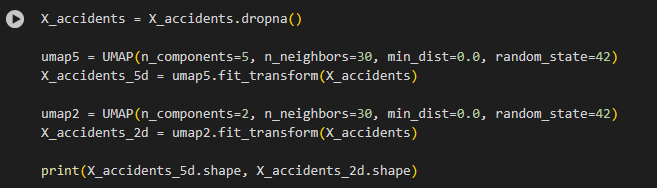 X_accidents = X_accidents.dropna()
umap5 = UMAP(n_components=5, n_neighbors=30, min_dist=0.0, random_state=42)
X_accidents_5d = umap5.fit_transform(X_accidents)
umap2 = UMAP(n_components=2, n_neighbors=30, min_dist=0.0, random_state=42)
X_accidents_2d = umap2.fit_transform(X_accidents)
print(X_accidents_5d.shape, X_accidents_2d.shape)